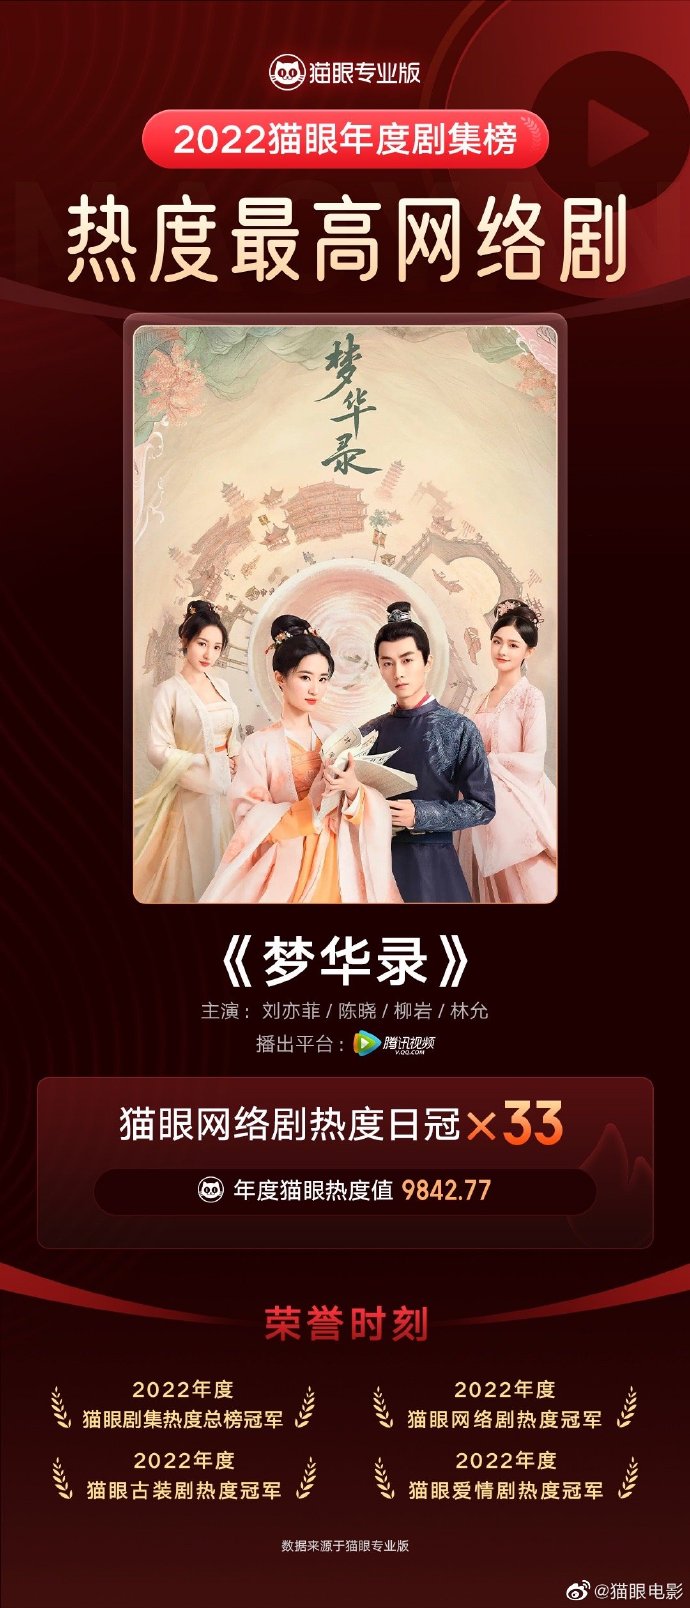 猫眼专业版
2022猫眼年度剧集榜
热度最高网络剧
梦华录
《梦华录》
主演：刘亦菲 / 陈晓 / 柳岩 / 林允
播出平台：腾讯视频
V.QQ.COM
猫眼网络剧热度日冠×33
年度猫眼热度值 9842.77
荣誉时刻
2022年度
猫眼剧集热度总榜冠军
2022年度
猫眼网络剧热度冠军
2022年度
猫眼古装剧热度冠军
2022年度
猫眼爱情剧热度冠军
数据来源于猫眼专业版
@猫眼电影